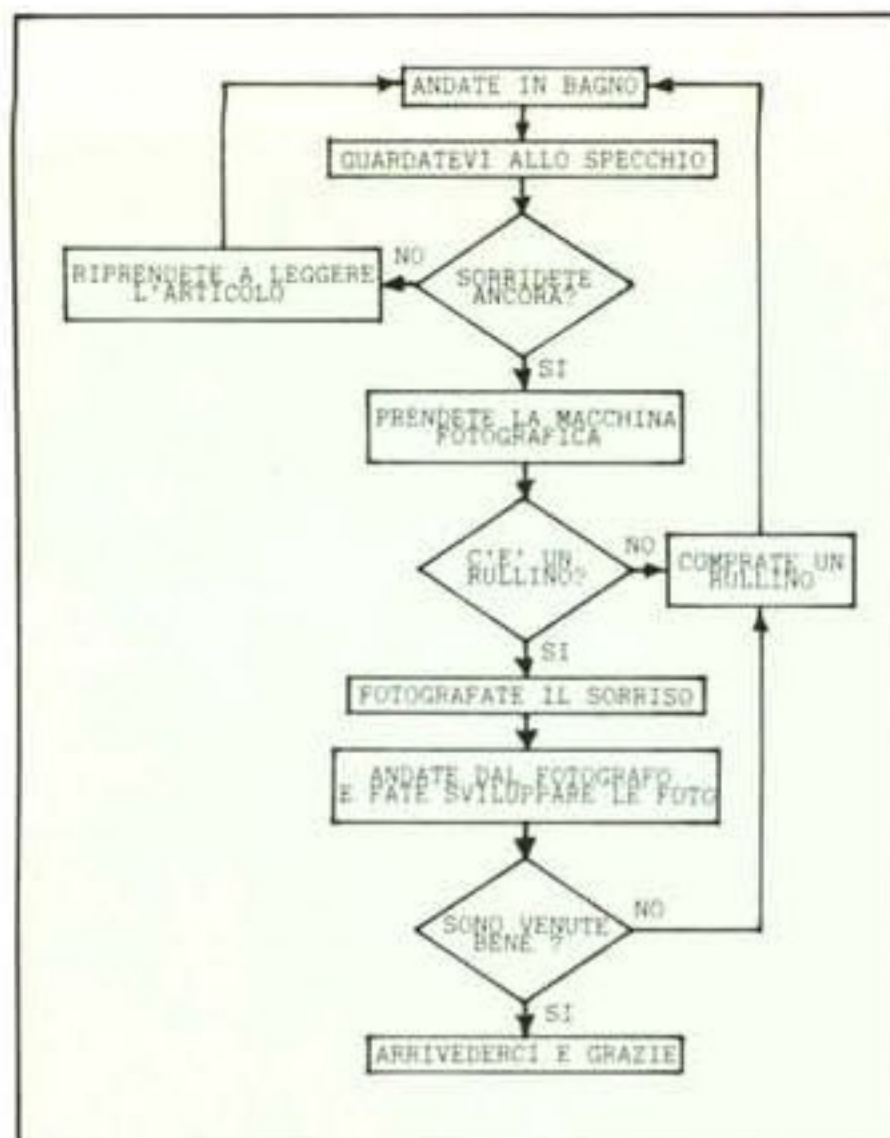 ANDATE IN BAGNO
GUARDATEVI ALLO SPECCHIO
NO
RIPRENDETE A LEGGERE
L'ARTICOLO
SORRIDETE
ANCORA?
SI
PRENDETE LA MACCHINA
FOTOGRAFICA
C'E' UN
RULLINO?
NO
COMPRATE UN
RULLINO
SI
FOTOGRAFATE IL SORRISO
ANDATE DAL FOTOGRAFO
E FATE SVILUPPARE LE FOTO
SONO VENUTE
BENE ?
NO
SI
ARRIVEDERCI E GRAZIE